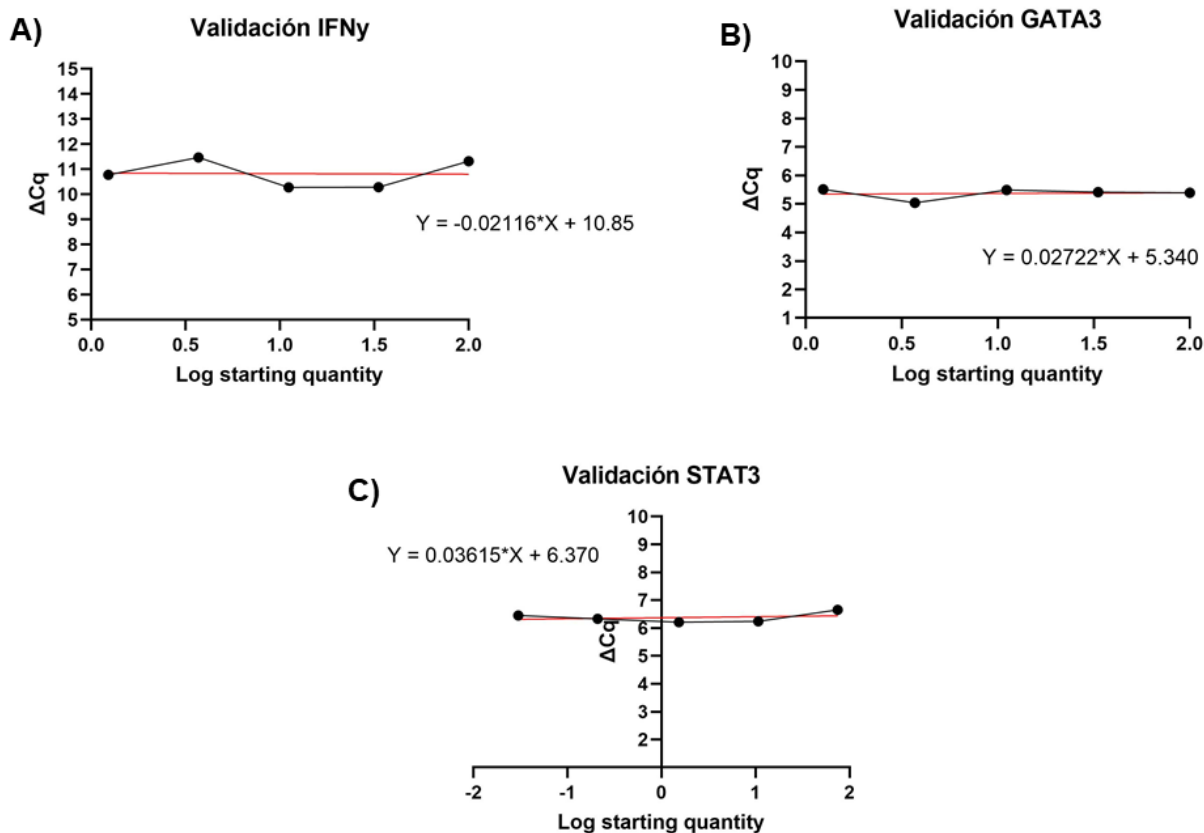 A)
Validación IFNy
15
14
13
12
11
10
9
8
7
6
5
ΔCq
Y = -0.02116*X + 10.85
0.0 0.5 1.0 1.5 2.0
Log starting quantity
B)
Validación GATA3
10
9
8
7
6
5
4
3
2
1
ΔCq
Y = 0.02722*X + 5.340
0.0 0.5 1.0 1.5 2.0
Log starting quantity
C)
Validación STAT3
Y = 0.03615*X + 6.370
10
9
8
7
6
5
4
3
2
ΔCq
-2 -1 0 1 2
Log starting quantity